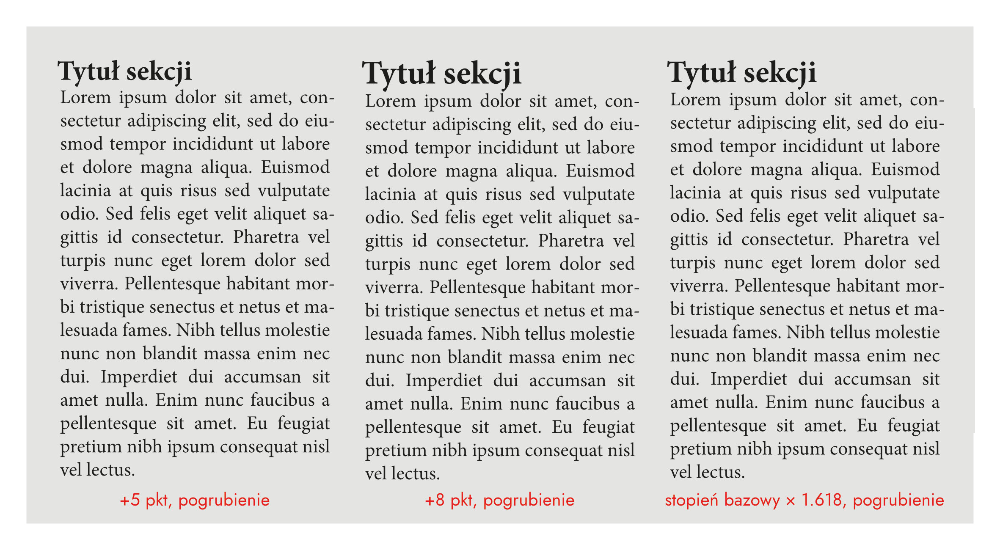 Tytuł sekcji
Lorem ipsum dolor sit amet, con-
sectetur adipiscing elit, sed do eiu-
smod tempor incididunt ut labore
et dolore magna aliqua. Euismod
lacinia at quis risus sed vulputate
odio. Sed felis eget velit aliquet sa-
gittis id consectetur. Pharetra vel
turpis nunc eget lorem dolor sed
viverra. Pellentesque habitant mor-
bi tristique senectus et netus et ma-
lesuada fames. Nibh tellus molestie
nunc non blandit massa enim nec
dui. Imperdiet dui accumsan sit
amet nulla. Enim nunc faucibus a
pellentesque sit amet. Eu feugiat
pretium nibh ipsum consequat nisl
vel lectus.
+5 pkt, pogrubienie
Tytuł sekcji
Lorem ipsum dolor sit amet, con-
sectetur adipiscing elit, sed do eiu-
smod tempor incididunt ut labore
et dolore magna aliqua. Euismod
lacinia at quis risus sed vulputate
odio. Sed felis eget velit aliquet sa-
gittis id consectetur. Pharetra vel
turpis nunc eget lorem dolor sed
viverra. Pellentesque habitant mor-
bi tristique senectus et netus et ma-
lesuada fames. Nibh tellus molestie
nunc non blandit massa enim nec
dui. Imperdiet dui accumsan sit
amet nulla. Enim nunc faucibus a
pellentesque sit amet. Eu feugiat
pretium nibh ipsum consequat nisl
vel lectus.
+8 pkt, pogrubienie
Tytuł sekcji
Lorem ipsum dolor sit amet, con-
sectetur adipiscing elit, sed do eiu-
smod tempor incididunt ut labore
et dolore magna aliqua. Euismod
lacinia at quis risus sed vulputate
odio. Sed felis eget velit aliquet sa-
gittis id consectetur. Pharetra vel
turpis nunc eget lorem dolor sed
viverra. Pellentesque habitant mor-
bi tristique senectus et netus et ma-
lesuada fames. Nibh tellus molestie
nunc non blandit massa enim nec
dui. Imperdiet dui accumsan sit
amet nulla. Enim nunc faucibus a
pellentesque sit amet. Eu feugiat
pretium nibh ipsum consequat nisl
vel lectus.
stopień bazowy × 1.618, pogrubienie